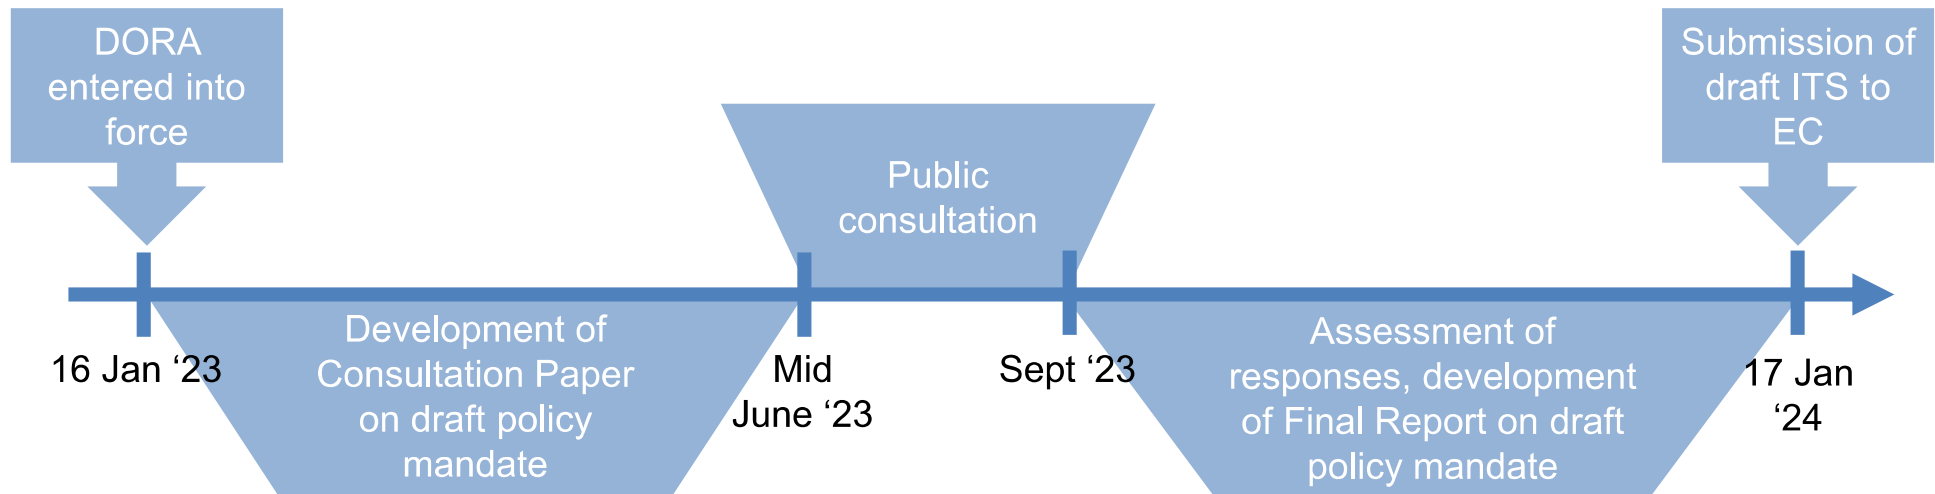 DORA
entered into
force
Submission of
draft ITS to
EC
Public
consultation
Development of
Consultation Paper
on draft policy
mandate
Assessment of
responses, development
of Final Report on draft
policy mandate
16 Jan ‘23
Mid
June ‘23
Sept ‘23
17 Jan
‘24